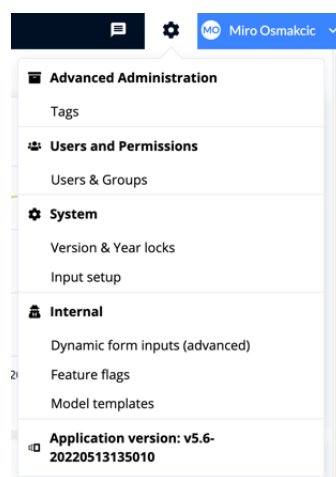 MO Miro Osmakcic
Advanced Administration
Tags
Users and Permissions
Users & Groups
System
Version & Year locks
Input setup
Internal
Dynamic form inputs (advanced)
Feature flags
Model templates
Application version: v5.6-
20220513135010